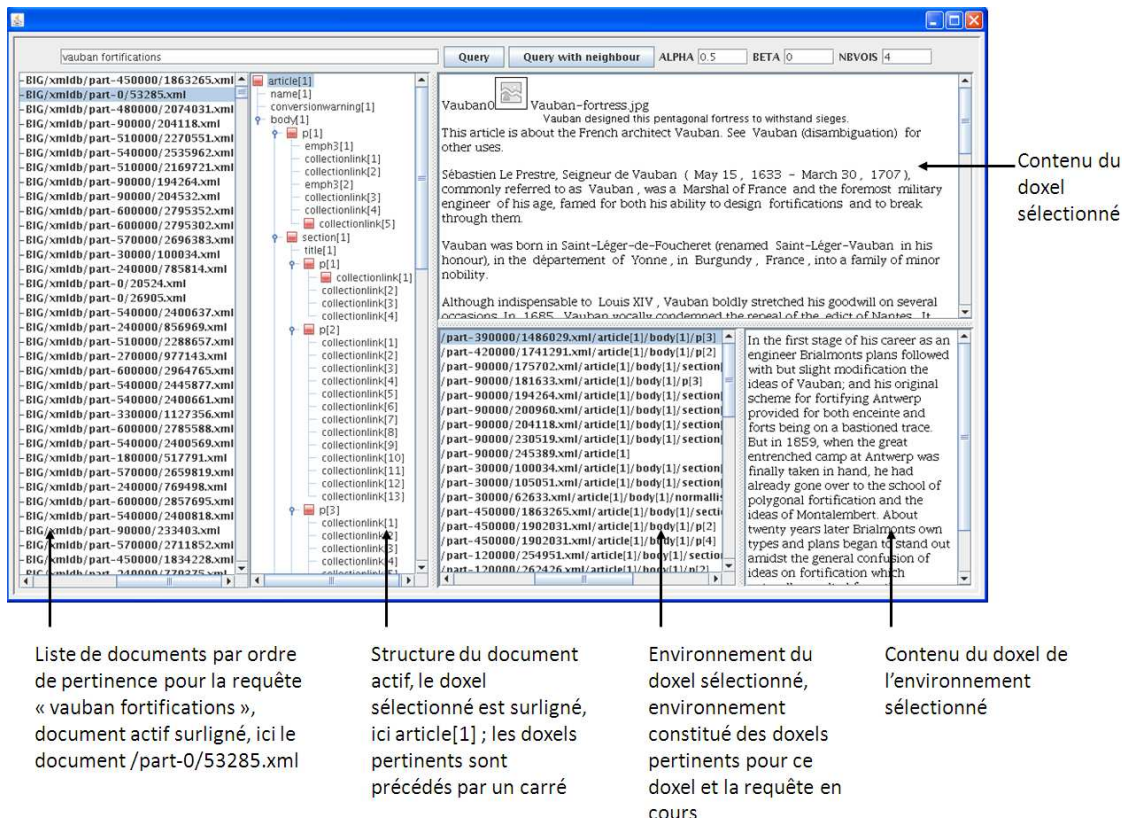 vauban fortifications
Query
Query with neighbour
ALPHA 0.5
BETA 0
NBVOIS 4
-BIG/xmldb/part-450000/1863265.xml
-BIG/xmldb/part-0/53285.xml
-BIG/xmldb/part-480000/2074031.xml
-BIG/xmldb/part-90000/204118.xml
-BIG/xmldb/part-510000/2270551.xml
-BIG/xmldb/part-540000/2535962.xml
-BIG/xmldb/part-510000/2169721.xml
-BIG/xmldb/part-90000/194264.xml
-BIG/xmldb/part-90000/204532.xml
-BIG/xmldb/part-600000/2795352.xml
-BIG/xmldb/part-600000/2795302.xml
-BIG/xmldb/part-570000/2696383.xml
-BIG/xmldb/part-30000/100034.xml
-BIG/xmldb/part-240000/785814.xml
-BIG/xmldb/part-0/20524.xml
-BIG/xmldb/part-0/26905.xml
-BIG/xmldb/part-540000/2400637.xml
-BIG/xmldb/part-240000/856969.xml
-BIG/xmldb/part-510000/2288657.xml
-BIG/xmldb/part-270000/977143.xml
-BIG/xmldb/part-600000/2964765.xml
-BIG/xmldb/part-540000/2445877.xml
-BIG/xmldb/part-540000/2400661.xml
-BIG/xmldb/part-330000/1127356.xml
-BIG/xmldb/part-600000/2785588.xml
-BIG/xmldb/part-540000/2400569.xml
-BIG/xmldb/part-180000/517791.xml
-BIG/xmldb/part-570000/2659819.xml
-BIG/xmldb/part-240000/769498.xml
-BIG/xmldb/part-600000/2857695.xml
-BIG/xmldb/part-540000/2400818.xml
-BIG/xmldb/part-90000/233403.xml
-BIG/xmldb/part-570000/2711852.xml
-BIG/xmldb/part-450000/1834228.xml
-BIG/xmldb/part-240000/770375.xml
article[1]
name[1]
conversionwarning[1]
body[1]
p[1]
emph3[1]
collectionlink[1]
collectionlink[2]
emph3[2]
collectionlink[3]
collectionlink[4]
collectionlink[5]
section[1]
title[1]
p[1]
collectionlink[1]
collectionlink[2]
collectionlink[3]
collectionlink[4]
p[2]
collectionlink[1]
collectionlink[2]
collectionlink[3]
collectionlink[4]
collectionlink[5]
collectionlink[6]
collectionlink[7]
collectionlink[8]
collectionlink[9]
collectionlink[10]
collectionlink[11]
collectionlink[12]
collectionlink[13]
p[3]
collectionlink[1]
collectionlink[2]
collectionlink[3]
collectionlink[4]
collectionlink[5]
Vauban0 Vauban-fortress.jpg
Vauban designed this pentagonal fortress to withstand sieges.
This article is about the French architect Vauban. See Vauban (disambiguation) for
other uses.
Sébastien Le Prestre, Seigneur de Vauban ( May 15 , 1633 - March 30 , 1707 ),
commonly referred to as Vauban , was a Marshal of France and the foremost military
engineer of his age, famed for both his ability to design fortifications and to break
through them.
Vauban was born in Saint-Léger-de-Foucheret (renamed Saint-Léger-Vauban in his
honour), in the département of Yonne , in Burgundy , France , into a family of minor
nobility.
Although indispensable to Louis XIV , Vauban boldly stretched his goodwill on several
occasions. In 1685 , Vauban vocally condemned the repeal of the edict of Nantes . It
/part-390000/1486029.xml/article[1]/body[1]/p[3]
/part-420000/1741291.xml/article[1]/body[1]/p[2]
/part-90000/175702.xml/article[1]/body[1]/section[
/part-90000/181633.xml/article[1]/body[1]/p[3]
/part-90000/194264.xml/article[1]/body[1]/section[
/part-90000/200960.xml/article[1]/body[1]/section[
/part-90000/204118.xml/article[1]/body[1]/section[
/part-90000/230519.xml/article[1]/body[1]/section[
/part-90000/245389.xml/article[1]
/part-30000/100034.xml/article[1]/body[1]/section[
/part-30000/105051.xml/article[1]/body[1]/section[
/part-30000/62633.xml/article[1]/body[1]/normallis
/part-450000/1863265.xml/article[1]/body[1]/secti
/part-450000/1902031.xml/article[1]/body[1]/p[2]
/part-450000/1902031.xml/article[1]/body[1]/p[4]
/part-120000/254951.xml/article[1]/body[1]/section
/part-120000/262426.xml/article[1]/body[1]/p[2]
In the first stage of his career as an
engineer Brialmonts plans followed
with but slight modification the
ideas of Vauban; and his original
scheme for fortifying Antwerp
provided for both enceinte and
forts being on a bastioned trace.
But in 1859, when the great
entrenched camp at Antwerp was
finally taken in hand, he had
already gone over to the school of
polygonal fortification and the
ideas of Montalembert. About
twenty years later Brialmonts own
types and plans began to stand out
amidst the general confusion of
ideas on fortification which
Contenu du
doxel
sélectionné
Liste de documents par ordre
de pertinence pour la requête
« vauban fortifications »,
document actif surligné, ici le
document /part-0/53285.xml
Structure du document
actif, le doxel
sélectionné est surligné,
ici article[1] ; les doxels
pertinents sont
précédés par un carré
Environnement du
doxel sélectionné,
environnement
constitué des doxels
pertinents pour ce
doxel et la requête en
cours
Contenu du doxel de
l'environnement
sélectionné